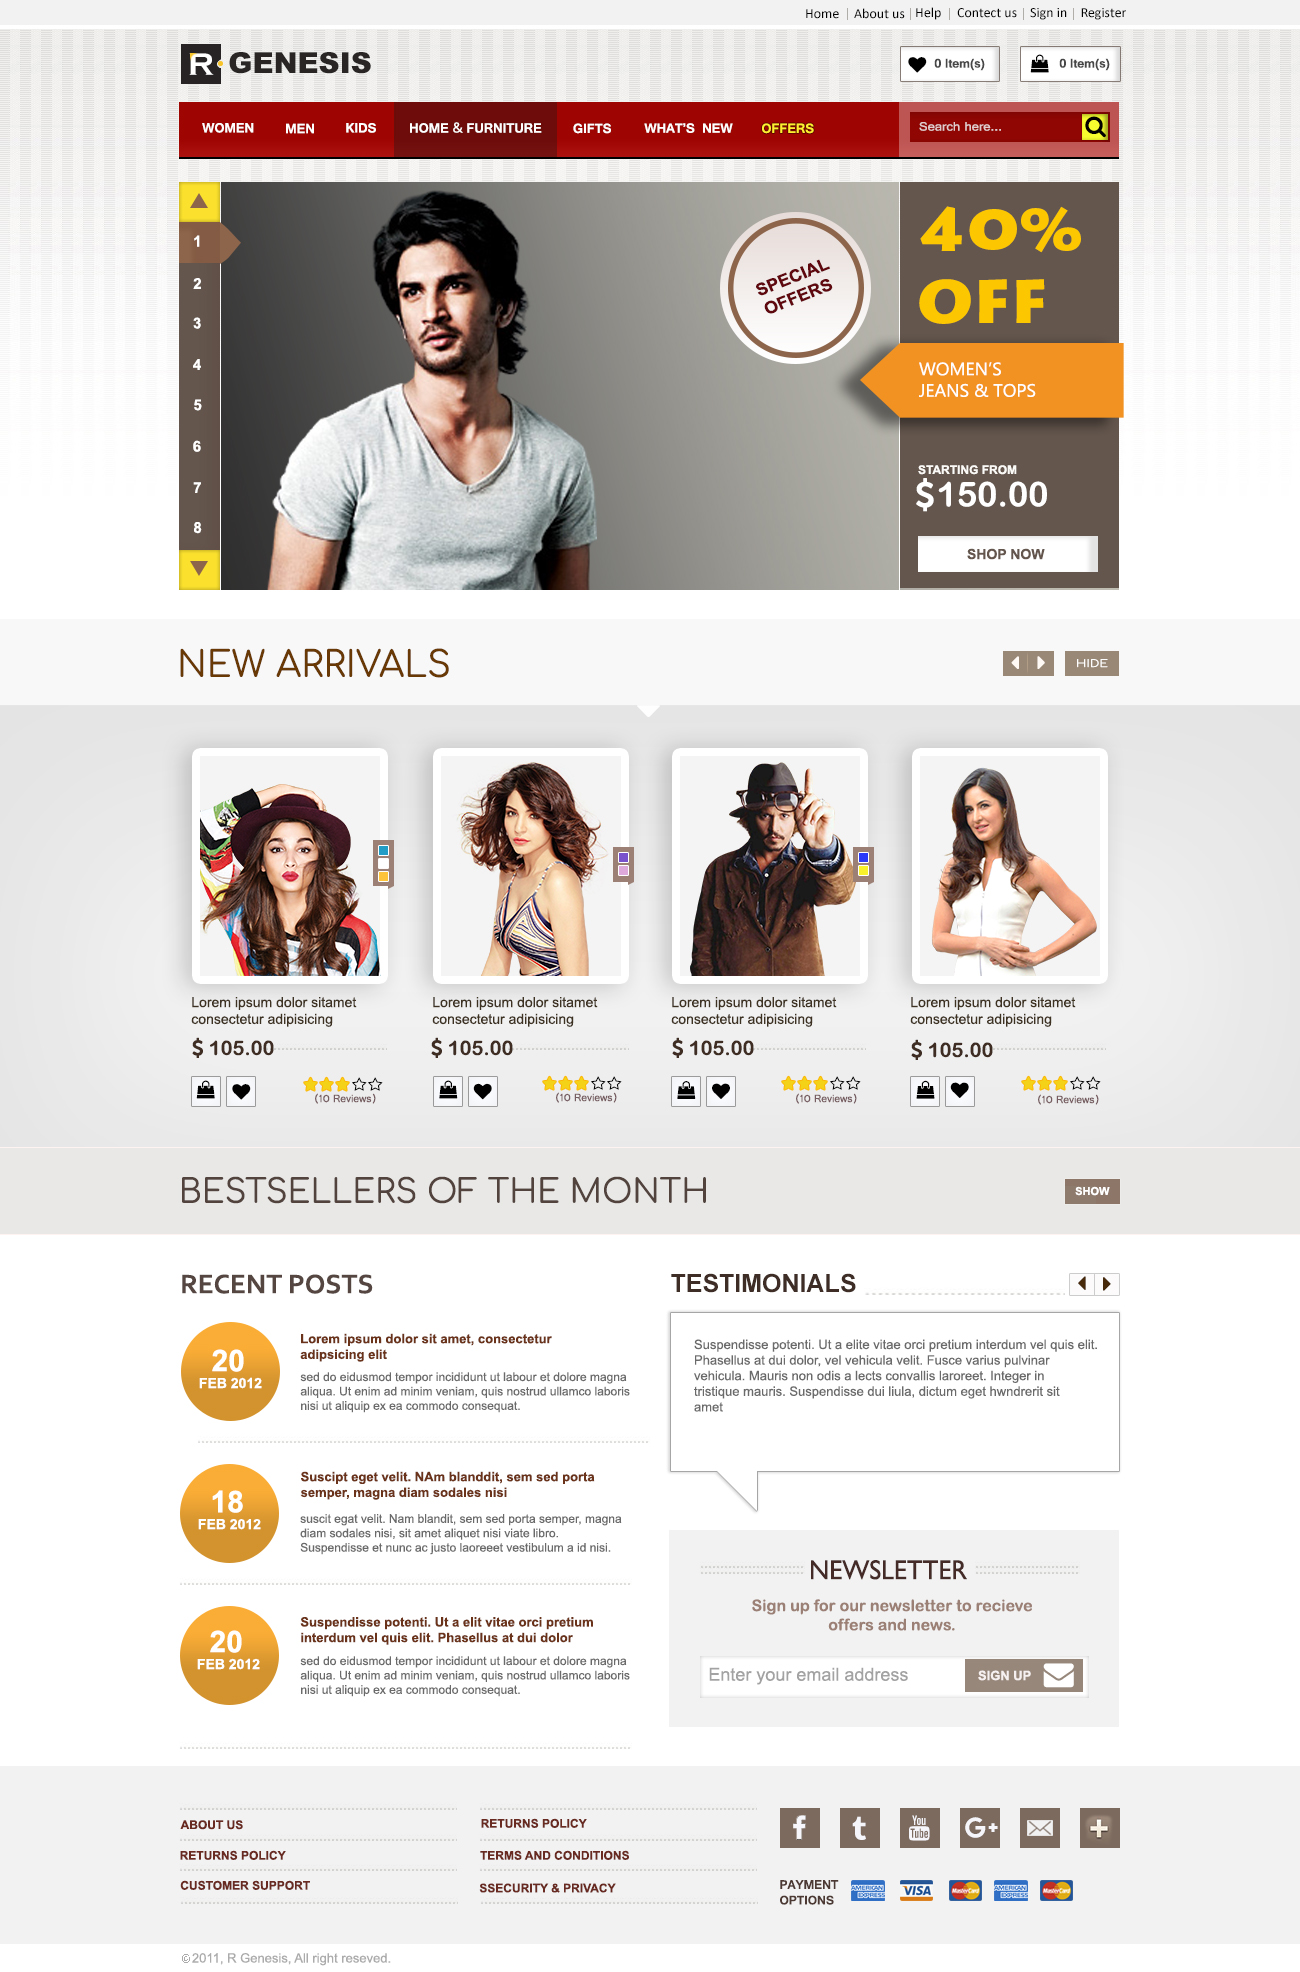 Home | About us | Help | Contect us | Sign in | Register
R GENESIS
0 Item(s)
0 Item(s)
WOMEN MEN KIDS HOME & FURNITURE GIFTS WHAT'S NEW OFFERS
Search here...
1
2
3
4
5
6
7
8
SPECIAL
OFFERS
40%
OFF
WOMEN'S
JEANS & TOPS
STARTING FROM
$150.00
SHOP NOW
NEW ARRIVALS
HIDE
Lorem ipsum dolor sitamet
consectetur adipisicing
$ 105.00
(10 Reviews)
Lorem ipsum dolor sitamet
consectetur adipisicing
$ 105.00
(10 Reviews)
Lorem ipsum dolor sitamet
consectetur adipisicing
$ 105.00
(10 Reviews)
Lorem ipsum dolor sitamet
consectetur adipisicing
$ 105.00
(10 Reviews)
BESTSELLERS OF THE MONTH
SHOW
RECENT POSTS
20
FEB 2012
Lorem ipsum dolor sit amet, consectetur
adipsicing elit
sed do eidusmod tempor incididunt ut labour et dolore magna
aliqua. Ut enim ad minim veniam, quis nostrud ullamco laboris
nisi ut aliquip ex ea commodo consequat.
18
FEB 2012
Suscipt eget velit. NAm blanddit, sem sed porta
semper, magna diam sodales nisi
suscit egat velit. Nam blandit, sem sed porta semper, magna
diam sodales nisi, sit amet aliquet nisi viate libro.
Suspendisse et nunc ac justo laoreeet vestibulum a id nisi.
20
FEB 2012
Suspendisse potenti. Ut a elit vitae orci pretium
interdum vel quis elit. Phasellus at dui dolor
sed do eidusmod tempor incididunt ut labour et dolore magna
aliqua. Ut enim ad minim veniam, quis nostrud ullamco laboris
nisi ut aliquip ex ea commodo consequat.
TESTIMONIALS
Suspendisse potenti. Ut a elite vitae orci pretium interdum vel quis elit.
Phasellus at dui dolor, vel vehicula velit. Fusce varius pulvinar
vehicula. Mauris non odis a lects convallis laroreet. Integer in
tristique mauris. Suspendisse dui liula, dictum eget hwndrerit sit
amet
NEWSLETTER
Sign up for our newsletter to recieve
offers and news.
Enter your email address
SIGN UP
ABOUT US
RETURNS POLICY
CUSTOMER SUPPORT
RETURNS POLICY
TERMS AND CONDITIONS
SSECURITY & PRIVACY
f t You Tube G+ +
PAYMENT
OPTIONS
AMERICAN EXPRESS VISA MasterCard AMERICAN EXPRESS MasterCard
©2011, R Genesis, All right reseved.